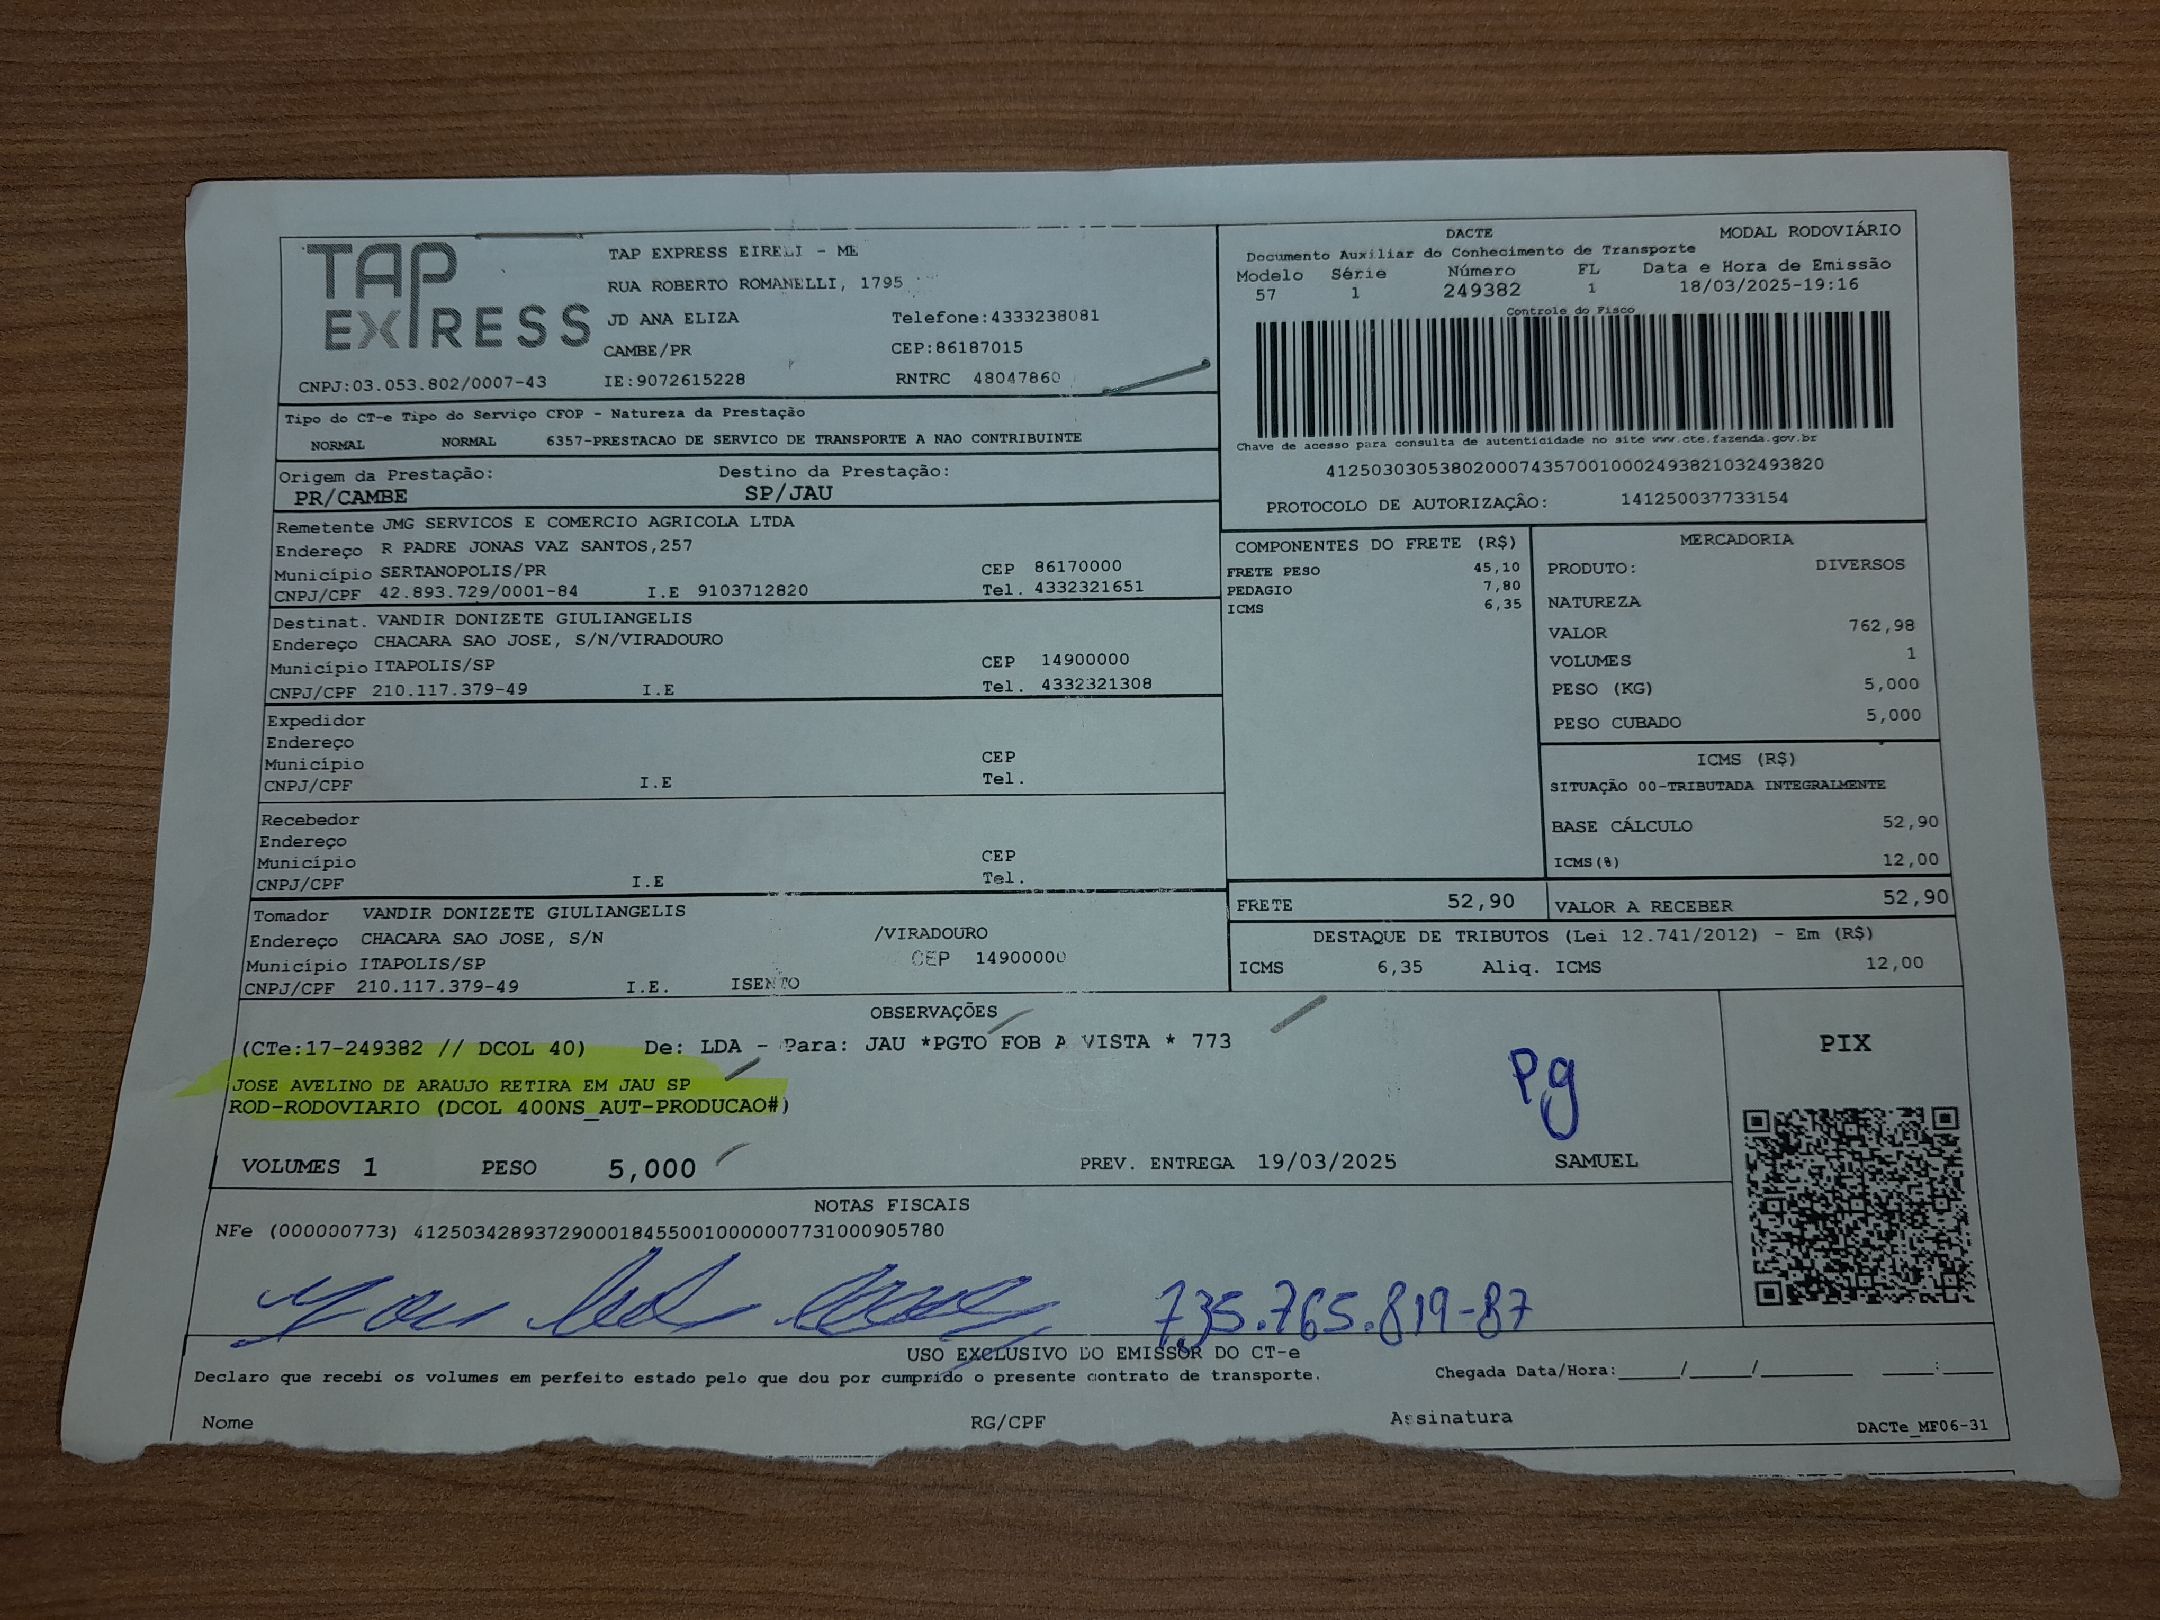 TAP EXPRESS
TAP EXPRESS EIRELI - ME
RUA ROBERTO ROMANELLI, 1795
JD ANA ELIZA Telefone:4333238081
CAMBE/PR CEP:86187015
CNPJ:03.053.802/0007-43 IE:9072615228 RNTRC 48047860
DACTE MODAL RODOVIÁRIO
Documento Auxiliar do Conhecimento de Transporte
Modelo Série Número FL Data e Hora de Emissão
57 1 249382 1 18/03/2025-19:16
Controle do Fisco
Chave de acesso para consulta de autenticidade no site www.cte.fazenda.gov.br
41250303053802000743570010002493821032493820
PROTOCOLO DE AUTORIZAÇÂO: 141250037733154
Tipo do CT-e Tipo do Serviço CFOP - Natureza da Prestação
NORMAL NORMAL 6357-PRESTACAO DE SERVICO DE TRANSPORTE A NAO CONTRIBUINTE
Origem da Prestação: Destino da Prestação:
PR/CAMBE SP/JAU
Remetente JMG SERVICOS E COMERCIO AGRICOLA LTDA
Endereço R PADRE JONAS VAZ SANTOS,257
Município SERTANOPOLIS/PR CEP 86170000
CNPJ/CPF 42.893.729/0001-84 I.E 9103712820 Tel. 4332321651
Destinat. VANDIR DONIZETE GIULIANGELIS
Endereço CHACARA SAO JOSE, S/N/VIRADOURO
Município ITAPOLIS/SP CEP 14900000
CNPJ/CPF 210.117.379-49 I.E Tel. 4332321308
Expedidor
Endereço
Município CEP
CNPJ/CPF I.E Tel.
Recebedor
Endereço
Município CEP
CNPJ/CPF I.E Tel.
Tomador VANDIR DONIZETE GIULIANGELIS
Endereço CHACARA SAO JOSE, S/N /VIRADOURO
Município ITAPOLIS/SP CEP 14900000
CNPJ/CPF 210.117.379-49 I.E. ISENTO
COMPONENTES DO FRETE (R$)
FRETE PESO 45,10
PEDAGIO 7,80
ICMS 6,35
MERCADORIA
PRODUTO: DIVERSOS
NATUREZA
VALOR 762,98
VOLUMES 1
PESO (KG) 5,000
PESO CUBADO 5,000
ICMS (R$)
SITUAÇÃO 00-TRIBUTADA INTEGRALMENTE
BASE CÁLCULO 52,90
ICMS(%) 12,00
FRETE 52,90 VALOR A RECEBER 52,90
DESTAQUE DE TRIBUTOS (Lei 12.741/2012) - Em (R$)
ICMS 6,35 Aliq. ICMS 12,00
OBSERVAÇÕES
(CTe:17-249382 // DCOL 40) De: LDA - Para: JAU *PGTO FOB A VISTA * 773
JOSE AVELINO DE ARAUJO RETIRA EM JAU SP
ROD-RODOVIARIO (DCOL 400NS_AUT-PRODUCAO#)
Pg
PIX
VOLUMES 1 PESO 5,000 PREV. ENTREGA 19/03/2025 SAMUEL
NOTAS FISCAIS
NFe (000000773) 41250342893729000184550010000007731000905780
735.765.819-87
USO EXCLUSIVO DO EMISSOR DO CT-e
Declaro que recebi os volumes em perfeito estado pelo que dou por cumprido o presente contrato de transporte. Chegada Data/Hora:____/____/______ ____:____
Nome RG/CPF Assinatura DACTe_MF06-31